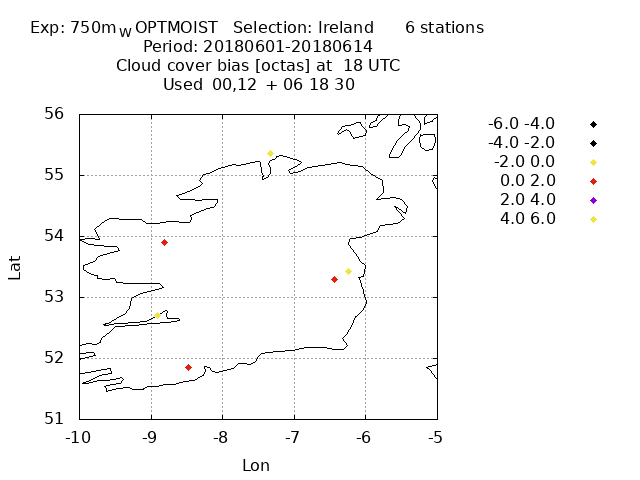 Exp: 750m W OPTMOIST Selection: Ireland 6 stations
Period: 20180601-20180614
Cloud cover bias [octas] at 18 UTC
Used 00,12 + 06 18 30
-6.0 -4.0
-4.0 -2.0
-2.0 0.0
0.0 2.0
2.0 4.0
4.0 6.0
56
55
54
53
52
51
Lat
-10 -9 -8 -7 -6 -5
Lon